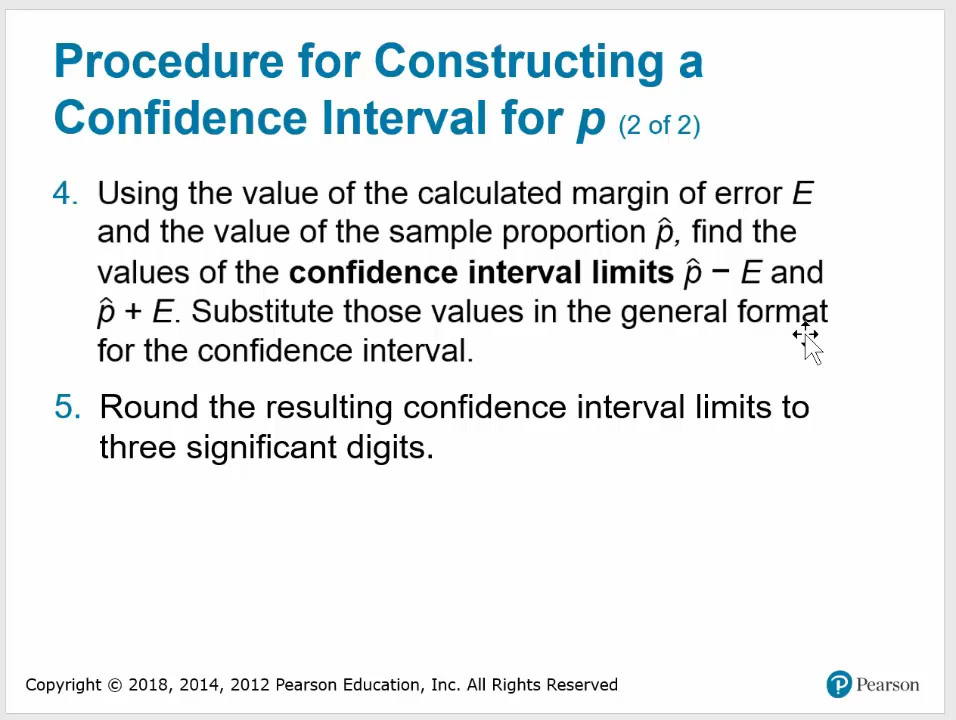 Procedure for Constructing a
Confidence Interval for p (2 of 2)
4. Using the value of the calculated margin of error E
and the value of the sample proportion p̂, find the
values of the confidence interval limits p̂ − E and
p̂ + E. Substitute those values in the general format
for the confidence interval.
5. Round the resulting confidence interval limits to
three significant digits.
Copyright © 2018, 2014, 2012 Pearson Education, Inc. All Rights Reserved
P Pearson